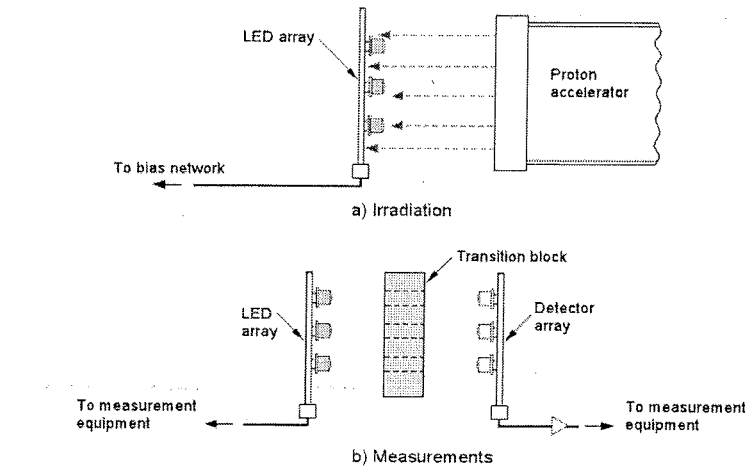 LED array
Proton
accelerator
To bias network
a) Irradiation
Transition block
LED
array
Detector
array
To measurement
equipment
To measurement
equipment
b) Measurements